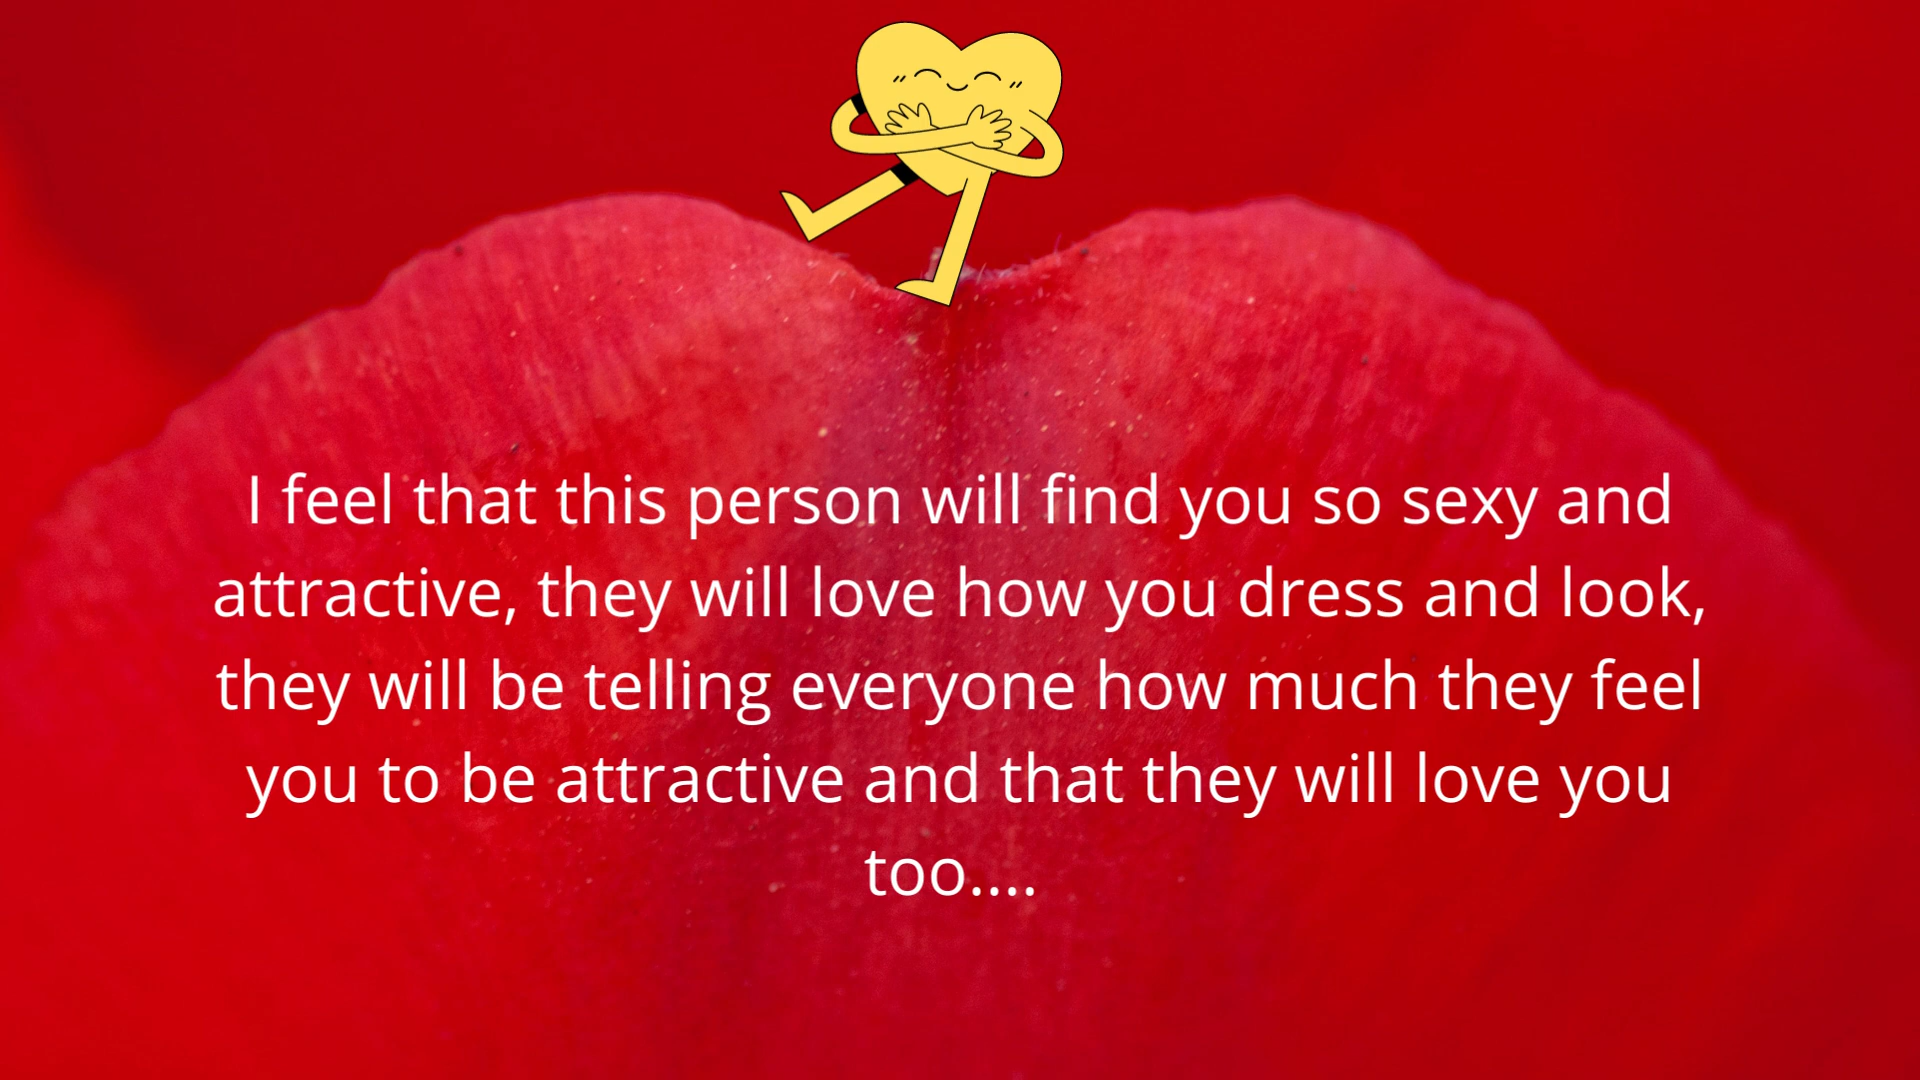 I feel that this person will find you so sexy and
attractive, they will love how you dress and look,
they will be telling everyone how much they feel
you to be attractive and that they will love you
too....